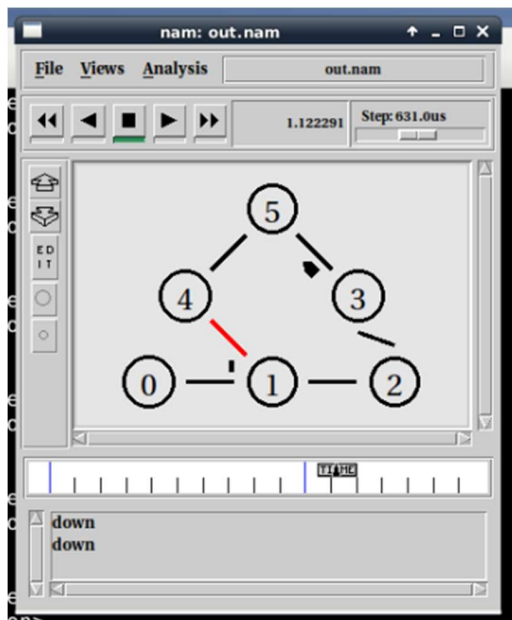 nam: out.nam
File Views Analysis out.nam
1.122291 Step: 631.0us
E D
I T
5
4 3
0 1 2
TIME
down
down